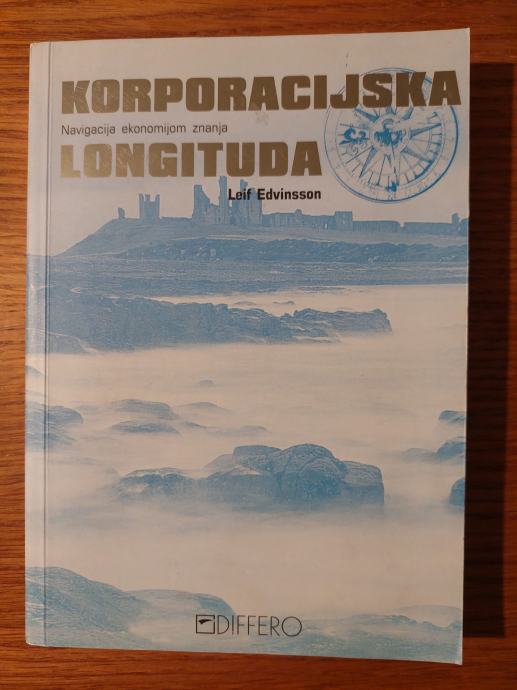 KORPORACIJSKA
Navigacija ekonomijom znanja
LONGITUDA
Leif Edvinsson
DIFFERO